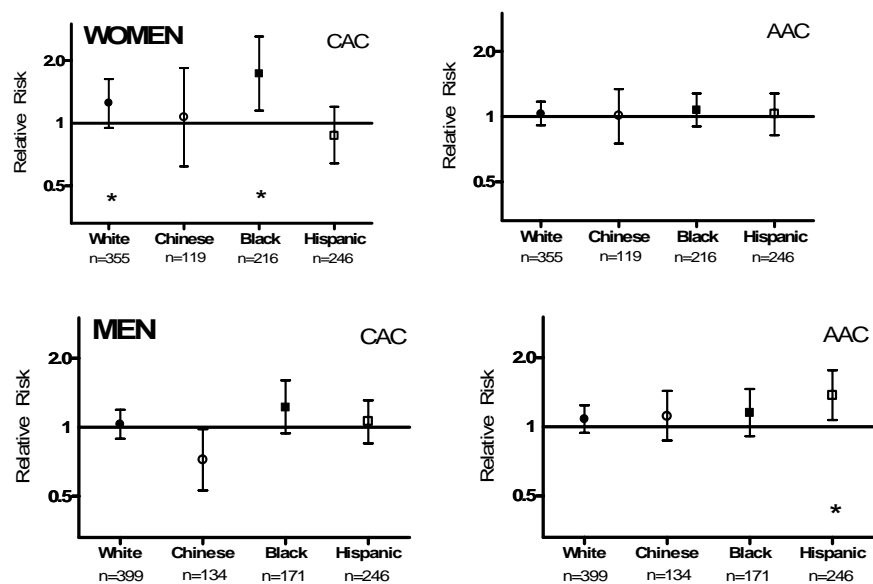 WOMEN CAC
Relative Risk
2.0
1
0.5
* *
White Chinese Black Hispanic
n=355 n=119 n=216 n=246
AAC
Relative Risk
2.0
1
0.5
White Chinese Black Hispanic
n=355 n=119 n=216 n=246
MEN CAC
Relative Risk
2.0
1
0.5
White Chinese Black Hispanic
n=399 n=134 n=171 n=246
AAC
Relative Risk
2.0
1
0.5
*
White Chinese Black Hispanic
n=399 n=134 n=171 n=246